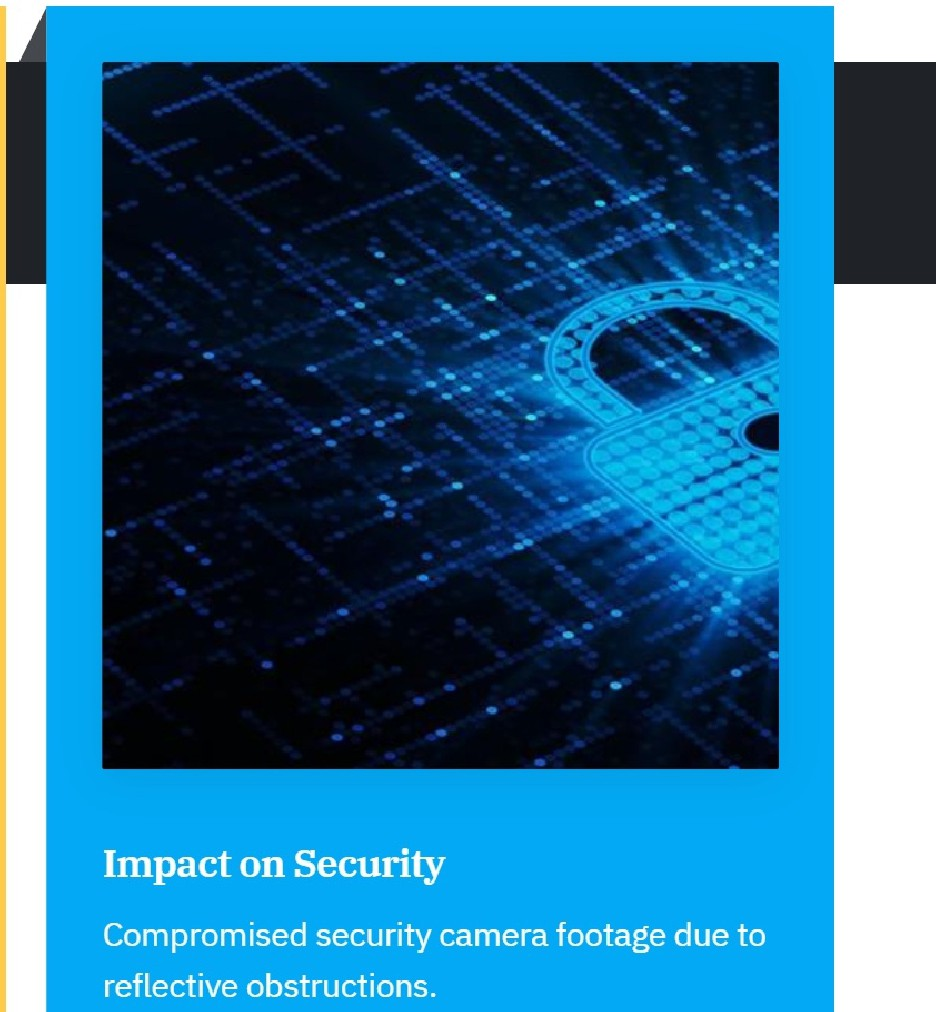 Impact on Security
Compromised security camera footage due to
reflective obstructions.